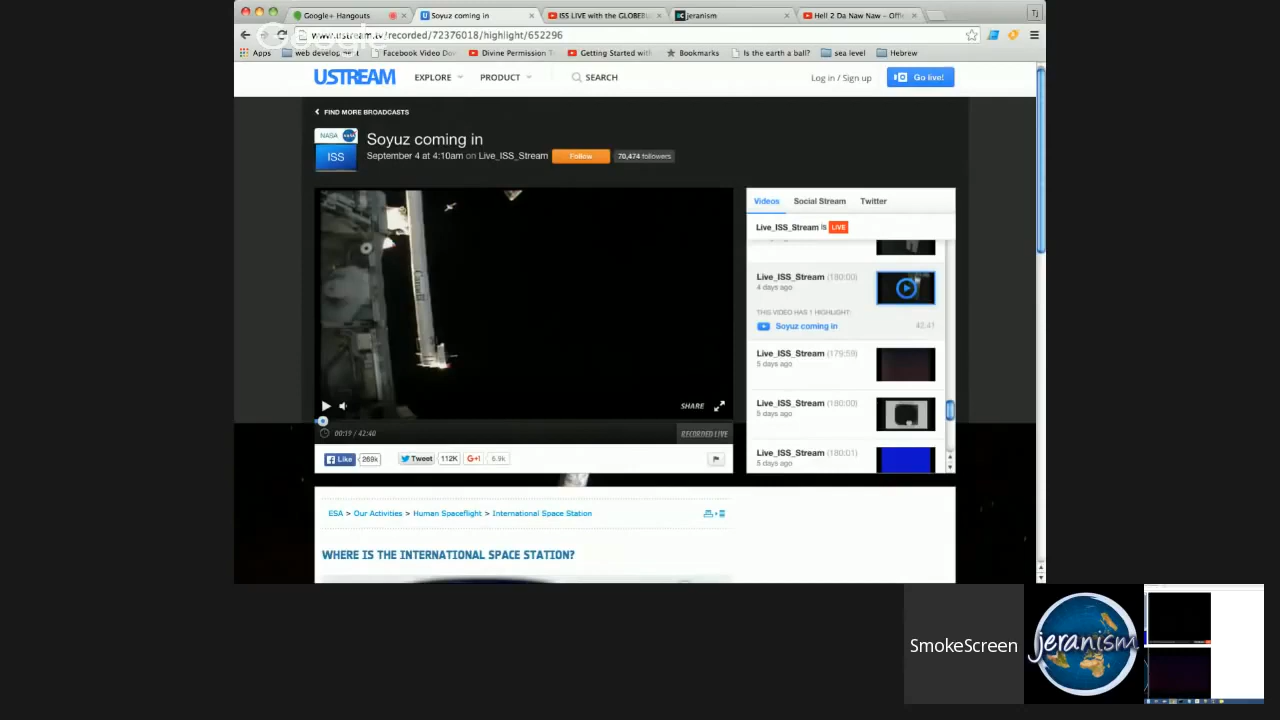 Google+ Hangouts
Soyuz coming in
ISS LIVE with the GLOBEBU
jeranism
Hell 2 Da Naw Naw - Offic
www.ustream.tv/recorded/72376018/highlight/652296
Google
Apps
web development
Facebook Video Do
Divine Permission T
Getting Started with
Bookmarks
Is the earth a ball?
sea level
Hebrew
USTREAM
EXPLORE
PRODUCT
SEARCH
Log in / Sign up
Go live!
FIND MORE BROADCASTS
NASA
ISS
Soyuz coming in
September 4 at 4:10am on Live_ISS_Stream
Follow
70,474 followers
Videos
Social Stream
Twitter
Live_ISS_Stream is LIVE
Live_ISS_Stream (180:00)
4 days ago
THIS VIDEO HAS 1 HIGHLIGHT:
Soyuz coming in
42:41
Live_ISS_Stream (179:59)
5 days ago
Live_ISS_Stream (180:00)
5 days ago
Live_ISS_Stream (180:01)
5 days ago
SHARE
00:19 / 42:40
RECORDED LIVE
Like
269k
Tweet
112K
G+1
6.9k
ESA > Our Activities > Human Spaceflight > International Space Station
WHERE IS THE INTERNATIONAL SPACE STATION?
SmokeScreen
jeranism